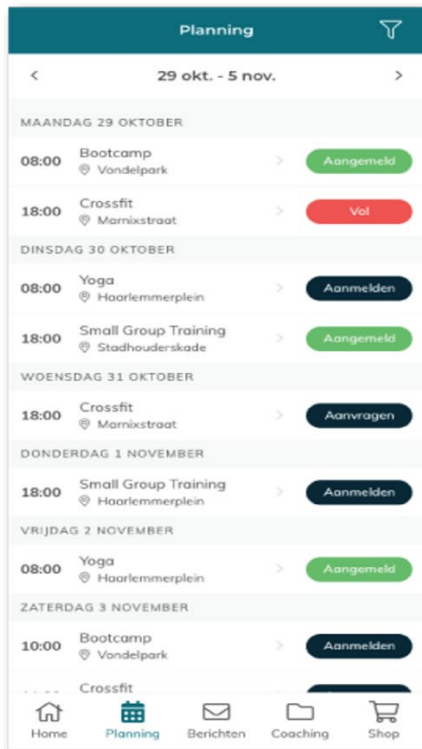 Planning
29 okt. - 5 nov.
MAANDAG 29 OKTOBER
08:00 Bootcamp Aangemeld
Vondelpark
18:00 Crossfit Vol
Marnixstraat
DINSDAG 30 OKTOBER
08:00 Yoga Aanmelden
Haarlemmerplein
18:00 Small Group Training Aangemeld
Stadhouderskade
WOENSDAG 31 OKTOBER
18:00 Crossfit Aanvragen
Marnixstraat
DONDERDAG 1 NOVEMBER
18:00 Small Group Training Aanmelden
Haarlemmerplein
VRIJDAG 2 NOVEMBER
08:00 Yoga Aangemeld
Haarlemmerplein
ZATERDAG 3 NOVEMBER
10:00 Bootcamp Aanmelden
Vondelpark
Crossfit
Home Planning Berichten Coaching Shop